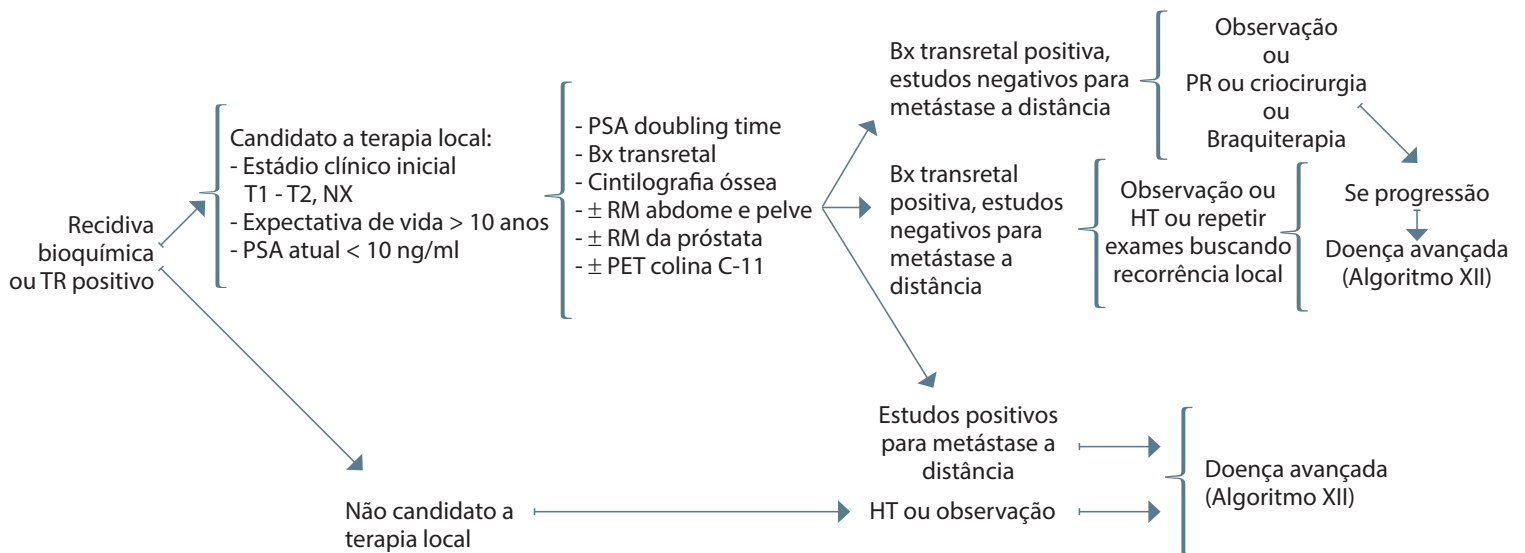 Recidiva
bioquímica
ou TR positivo
Candidato a terapia local:
- Estádio clínico inicial
T1 - T2, NX
- Expectativa de vida > 10 anos
- PSA atual < 10 ng/ml
- PSA doubling time
- Bx transretal
- Cintilografia óssea
- ± RM abdome e pelve
- ± RM da próstata
- ± PET colina C-11
Bx transretal positiva,
estudos negativos para
metástase a distância
Observação
ou
PR ou criocirurgia
ou
Braquiterapia
Bx transretal
positiva, estudos
negativos para
metástase a
distância
Observação ou
HT ou repetir
exames buscando
recorrência local
Se progressão
Doença avançada
(Algoritmo XII)
Estudos positivos
para metástase a
distância
Não candidato a
terapia local
HT ou observação
Doença avançada
(Algoritmo XII)